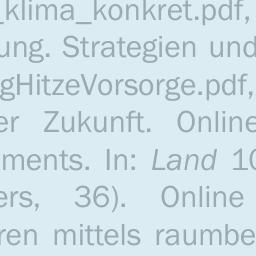 _klima_konkret.pdf,
ung. Strategien und
gHitzeVorsorge.pdf,
er Zukunft. Online
ments. In: Land 10
ers, 36). Online
ren mittels raumbe